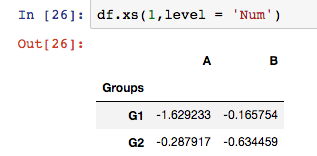 In [26]: df.xs(1,level = 'Num')
Out[26]:
A B
Groups
G1 -1.629233 -0.165754
G2 -0.287917 -0.634459